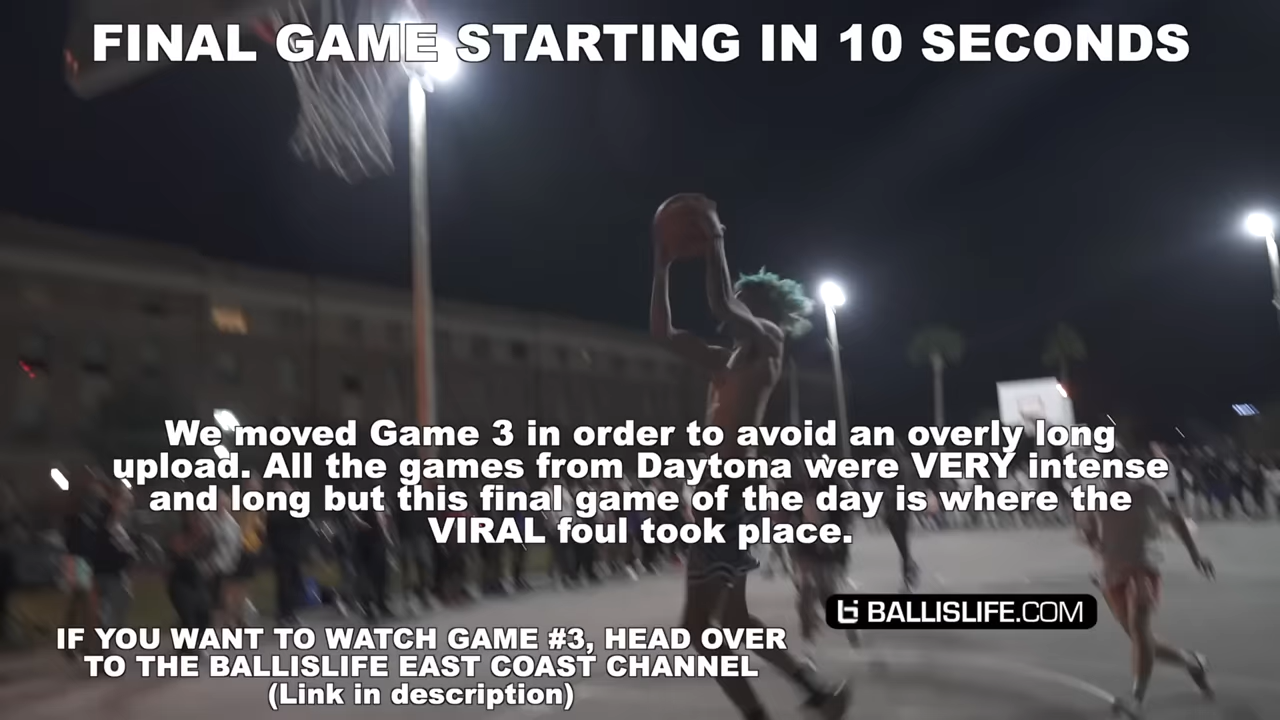 FINAL GAME STARTING IN 10 SECONDS
We moved Game 3 in order to avoid an overly long
upload. All the games from Daytona were VERY intense
and long but this final game of the day is where the
VIRAL foul took place.
BALLISLIFE.COM
IF YOU WANT TO WATCH GAME #3, HEAD OVER
TO THE BALLISLIFE EAST COAST CHANNEL
(Link in description)